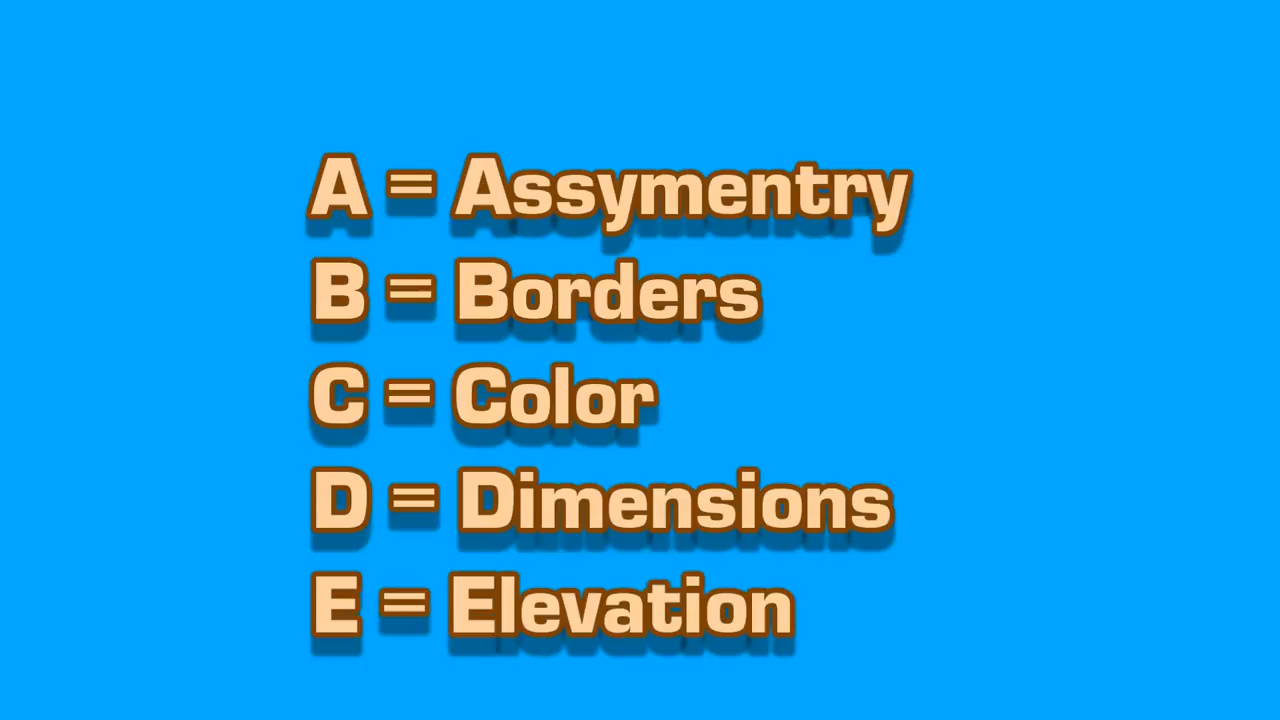 A = Assymentry
B = Borders
C = Color
D = Dimensions
E = Elevation